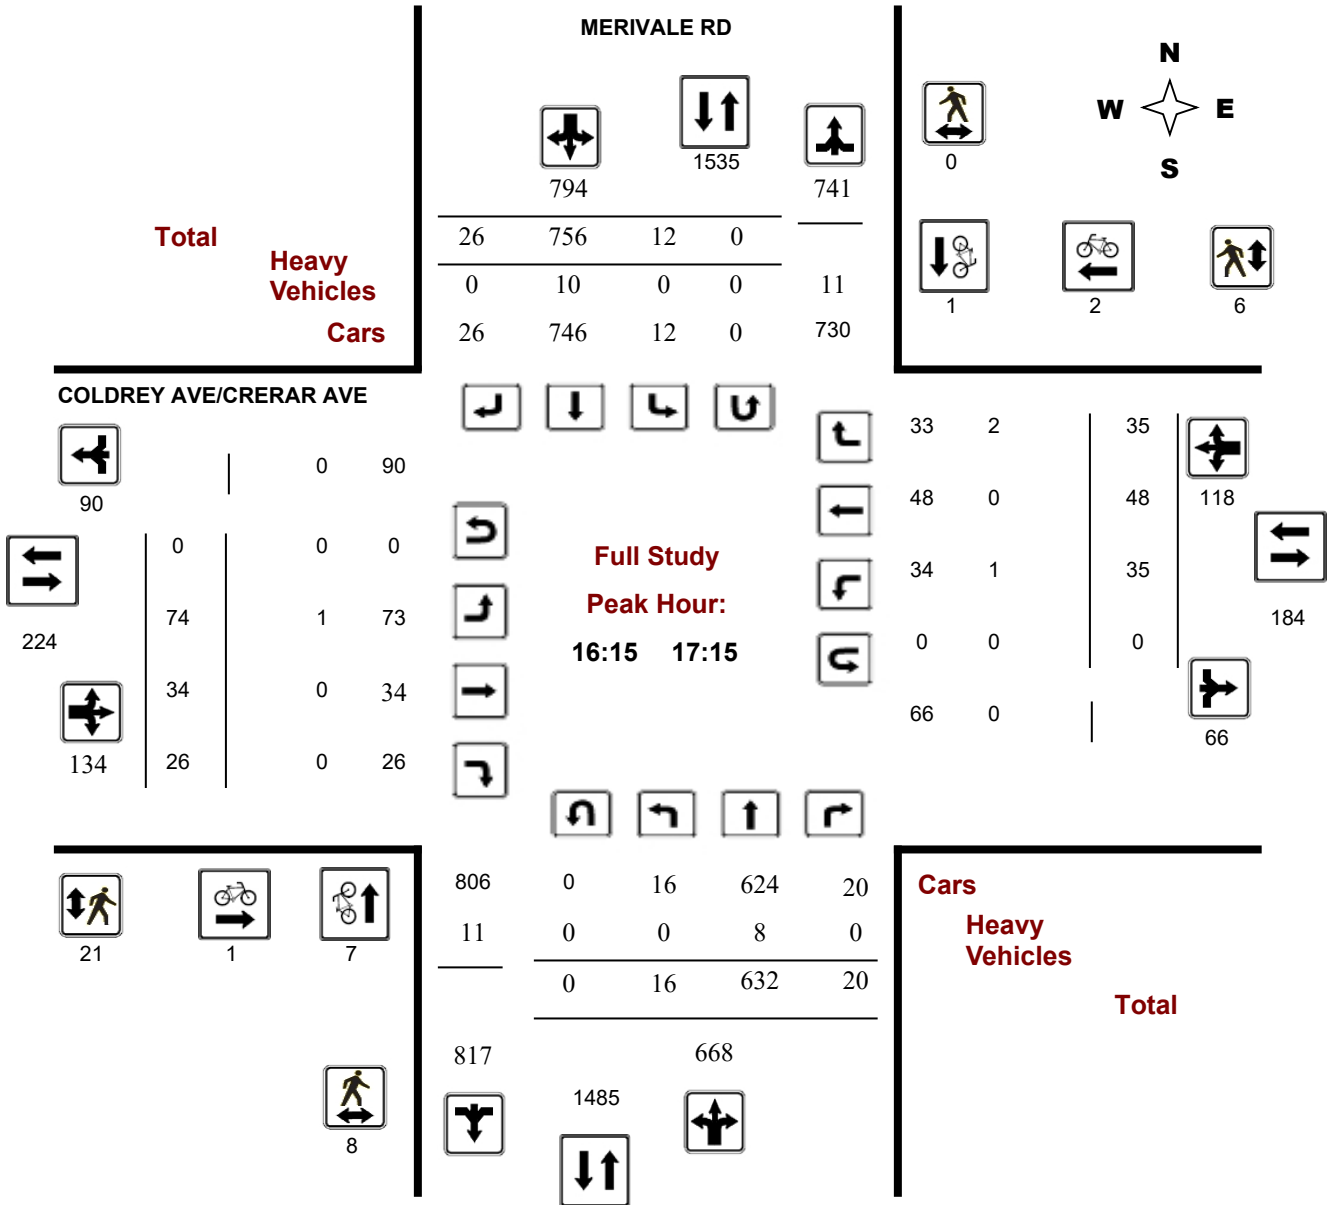 MERIVALE RD
N
W E
S
1535
0
794 741
Total 26 756 12 0
Heavy
Vehicles 0 10 0 0 11
1 2 6
Cars 26 746 12 0 730
COLDREY AVE/CRERAR AVE
33 2 35
0 90
90
48 0 48 118
0 0 0
Full Study
34 1 35
74 1 73
Peak Hour:
184
224
16:15 17:15
0 0 0
34 0 34
66 0
66
134 26 0 26
806 0 16 624 20 Cars
11 0 0 8 0 Heavy
Vehicles
21 1 7
0 16 632 20
Total
817 668
1485
8